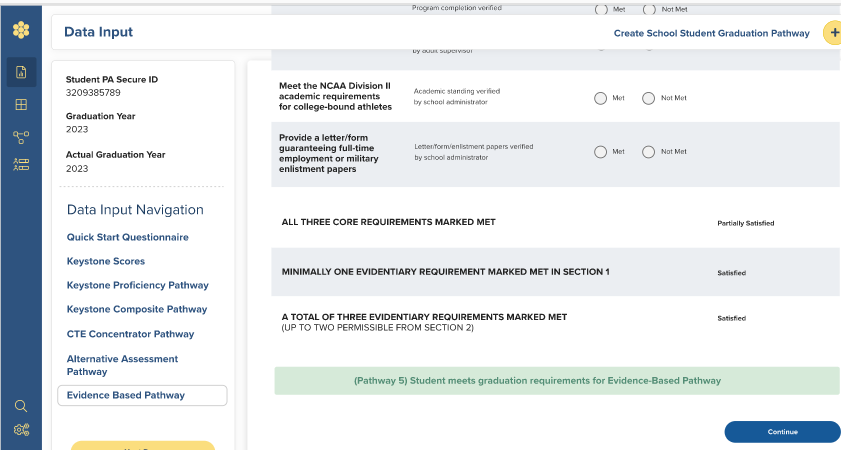 Program completion verified
Met
Not Met
Data Input
Create School Student Graduation Pathway
+
by adult supervisor
Student PA Secure ID
3209385789
Graduation Year
2023
Actual Graduation Year
2023
Data Input Navigation
Quick Start Questionnaire
Keystone Scores
Keystone Proficiency Pathway
Keystone Composite Pathway
CTE Concentrator Pathway
Alternative Assessment
Pathway
Evidence Based Pathway
Meet the NCAA Division II
academic requirements
for college-bound athletes
Academic standing verified
by school administrator
Met
Not Met
Provide a letter/form
guaranteeing full-time
employment or military
enlistment papers
Letter/form/enlistment papers verified
by school administrator
Met
Not Met
ALL THREE CORE REQUIREMENTS MARKED MET
Partially Satisfied
MINIMALLY ONE EVIDENTIARY REQUIREMENT MARKED MET IN SECTION 1
Satisfied
A TOTAL OF THREE EVIDENTIARY REQUIREMENTS MARKED MET
(UP TO TWO PERMISSIBLE FROM SECTION 2)
Satisfied
(Pathway 5) Student meets graduation requirements for Evidence-Based Pathway
Continue